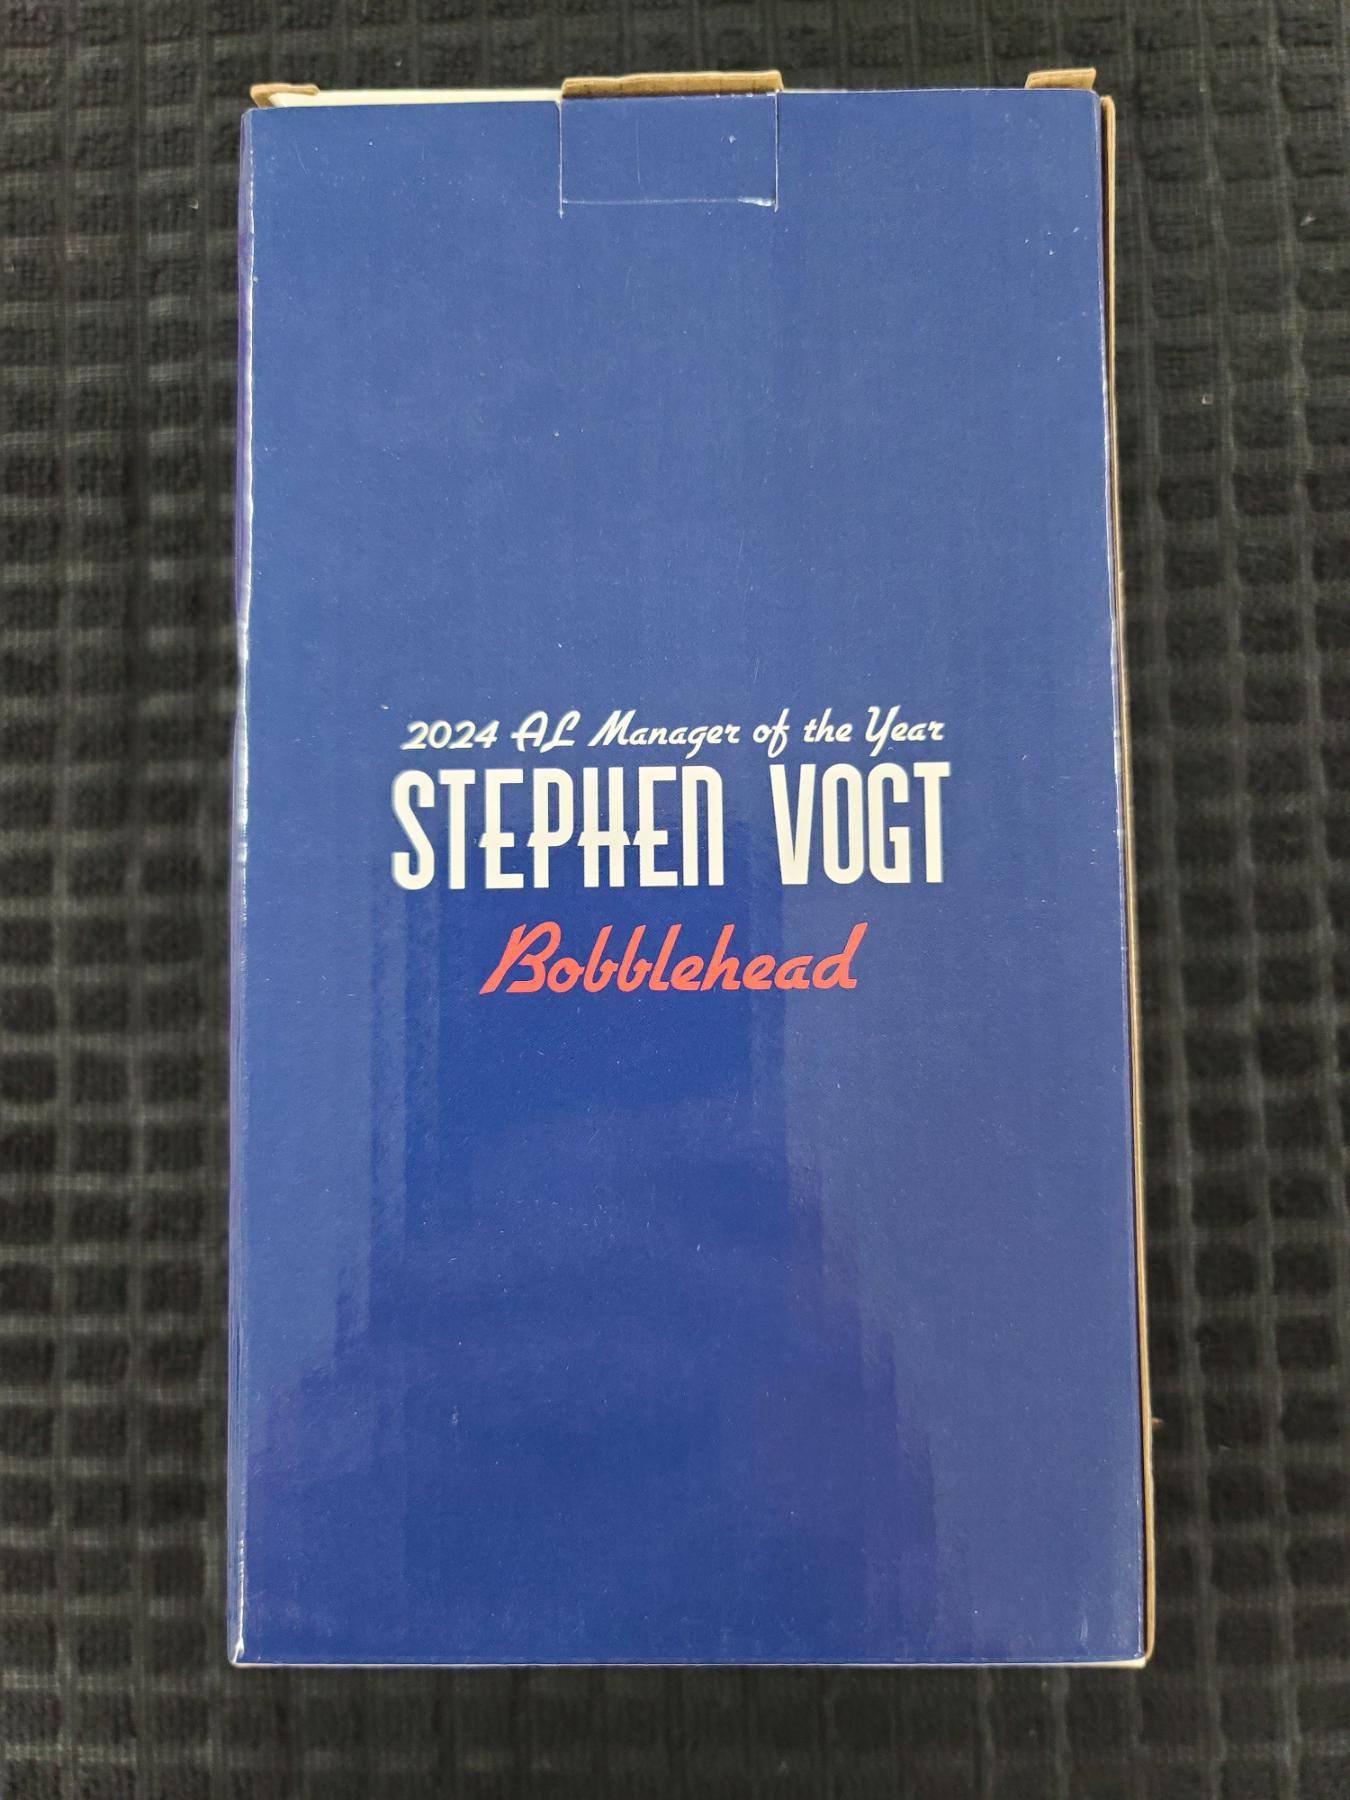 2024 AL Manager of the Year
STEPHEN VOGT
Bobblehead